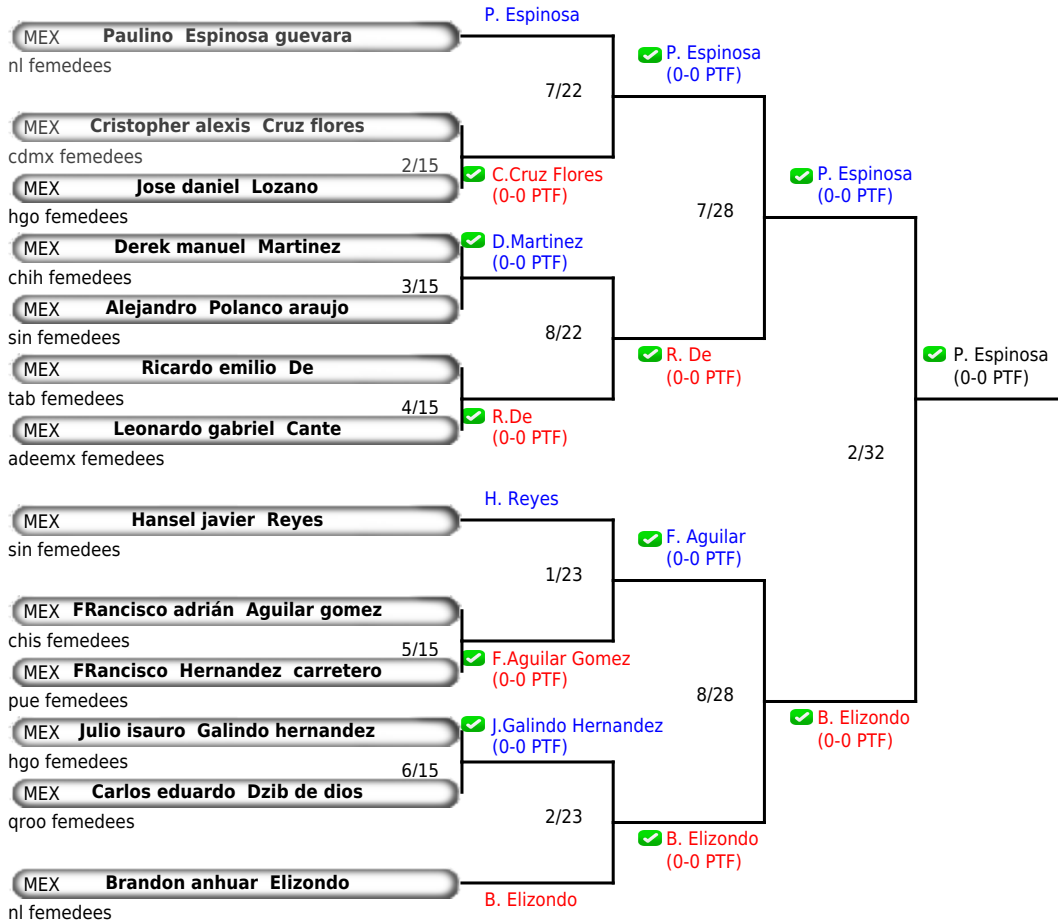 P. Espinosa
MEX Paulino Espinosa guevara
nl femedees
P. Espinosa
(0-0 PTF)
7/22
MEX Cristopher alexis Cruz flores
cdmx femedees
2/15
C.Cruz Flores
(0-0 PTF)
MEX Jose daniel Lozano
hgo femedees
P. Espinosa
(0-0 PTF)
7/28
MEX Derek manuel Martinez
chih femedees
D.Martinez
(0-0 PTF)
3/15
MEX Alejandro Polanco araujo
sin femedees
8/22
MEX Ricardo emilio De
tab femedees
R. De
(0-0 PTF)
P. Espinosa
(0-0 PTF)
4/15
R.De
(0-0 PTF)
MEX Leonardo gabriel Cante
adeemx femedees
2/32
H. Reyes
MEX Hansel javier Reyes
sin femedees
F. Aguilar
(0-0 PTF)
1/23
MEX FRancisco adrián Aguilar gomez
chis femedees
5/15
F.Aguilar Gomez
(0-0 PTF)
MEX FRancisco Hernandez carretero
pue femedees
8/28
B. Elizondo
(0-0 PTF)
MEX Julio isauro Galindo hernandez
hgo femedees
J.Galindo Hernandez
(0-0 PTF)
6/15
MEX Carlos eduardo Dzib de dios
qroo femedees
2/23
B. Elizondo
(0-0 PTF)
MEX Brandon anhuar Elizondo
nl femedees
B. Elizondo